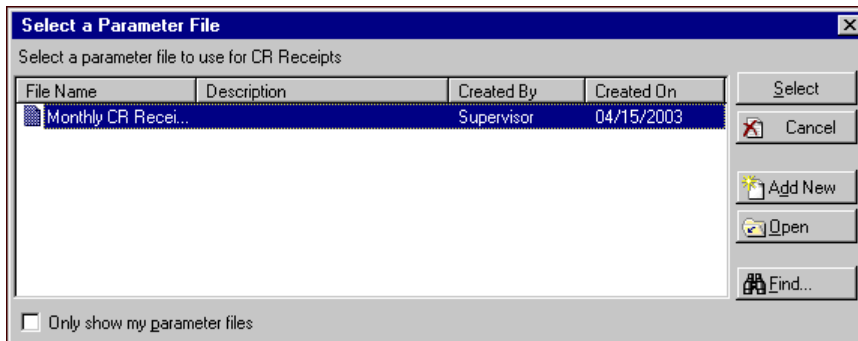 Select a Parameter File
Select a parameter file to use for CR Receipts
File Name Description Created By Created On
Monthly CR Recei... Supervisor 04/15/2003
Select
Cancel
Add New
Open
Find...
Only show my parameter files